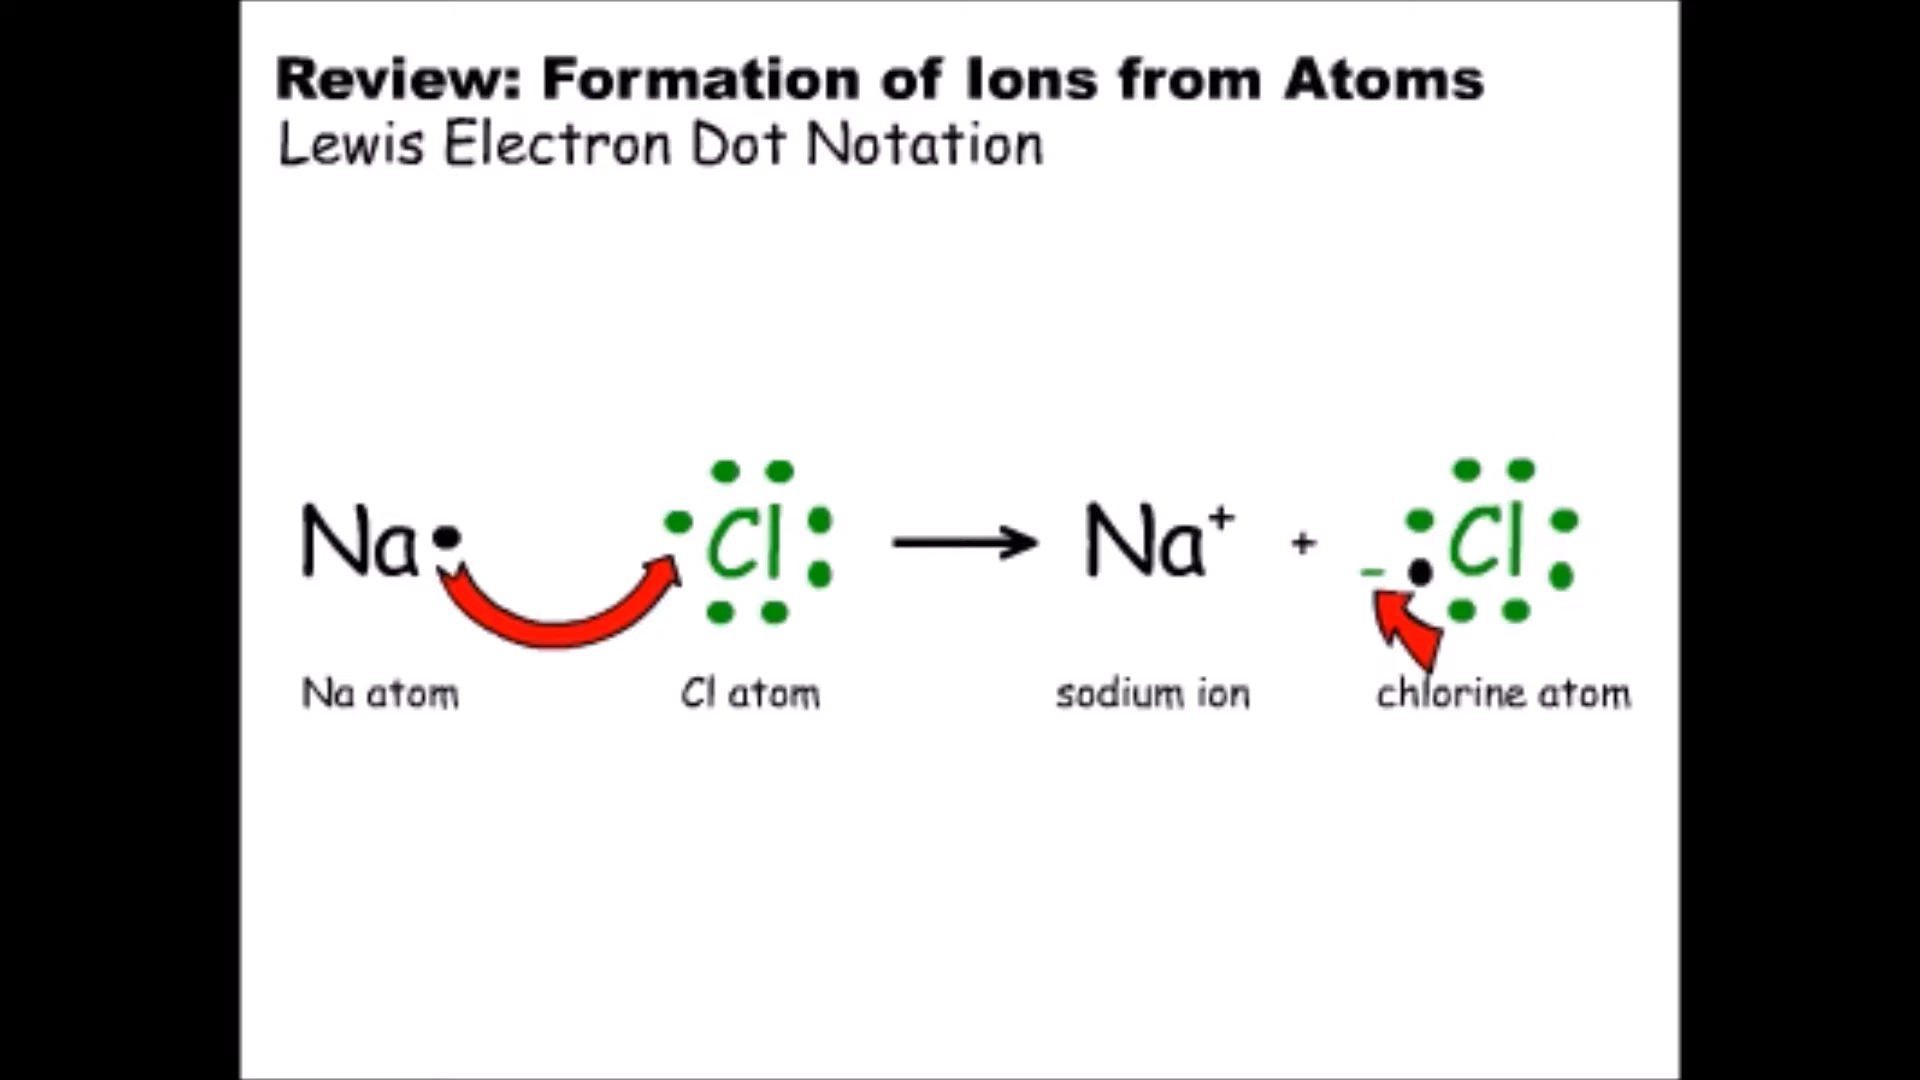 Review: Formation of Ions from Atoms
Lewis Electron Dot Notation
Na Cl Na+ + - Cl
Na atom Cl atom sodium ion chlorine atom